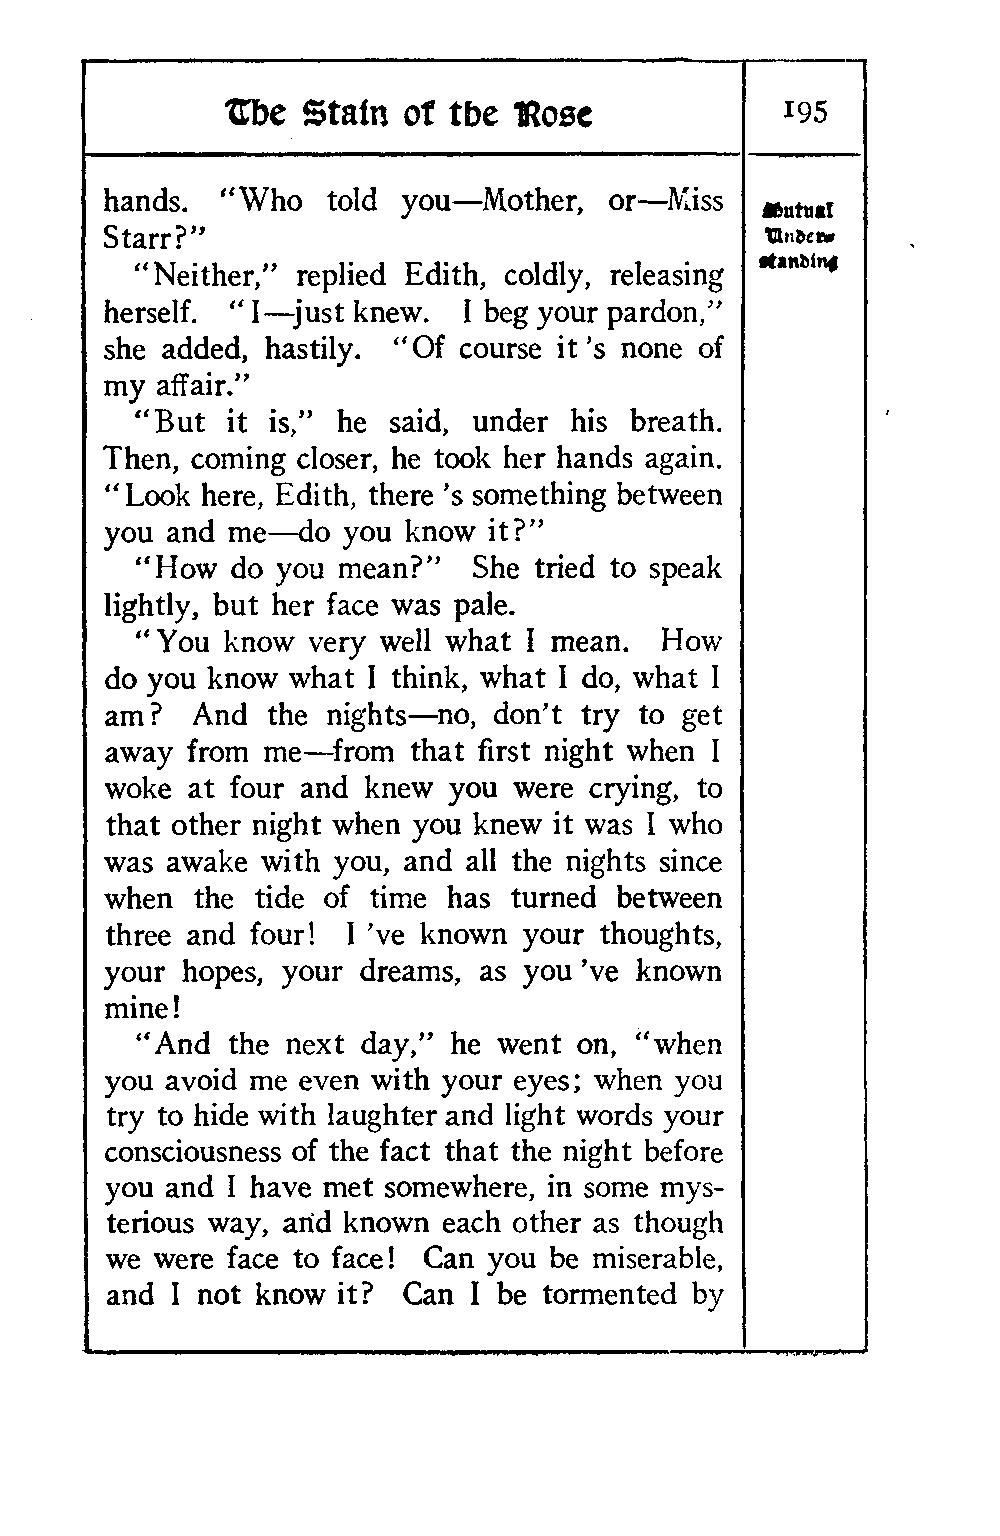 The Stain of the Rose
195
hands. “Who told you—Mother, or—Miss
Starr?”
“Neither,” replied Edith, coldly, releasing
herself. “I—just knew. I beg your pardon,”
she added, hastily. “Of course it 's none of
my affair.”
“But it is,” he said, under his breath.
Then, coming closer, he took her hands again.
“Look here, Edith, there 's something between
you and me—do you know it?”
“How do you mean?” She tried to speak
lightly, but her face was pale.
“You know very well what I mean. How
do you know what I think, what I do, what I
am? And the nights—no, don't try to get
away from me—from that first night when I
woke at four and knew you were crying, to
that other night when you knew it was I who
was awake with you, and all the nights since
when the tide of time has turned between
three and four! I 've known your thoughts,
your hopes, your dreams, as you 've known
mine!
“And the next day,” he went on, “when
you avoid me even with your eyes; when you
try to hide with laughter and light words your
consciousness of the fact that the night before
you and I have met somewhere, in some mys-
terious way, and known each other as though
we were face to face! Can you be miserable,
and I not know it? Can I be tormented by
Mutual
Under-
standing